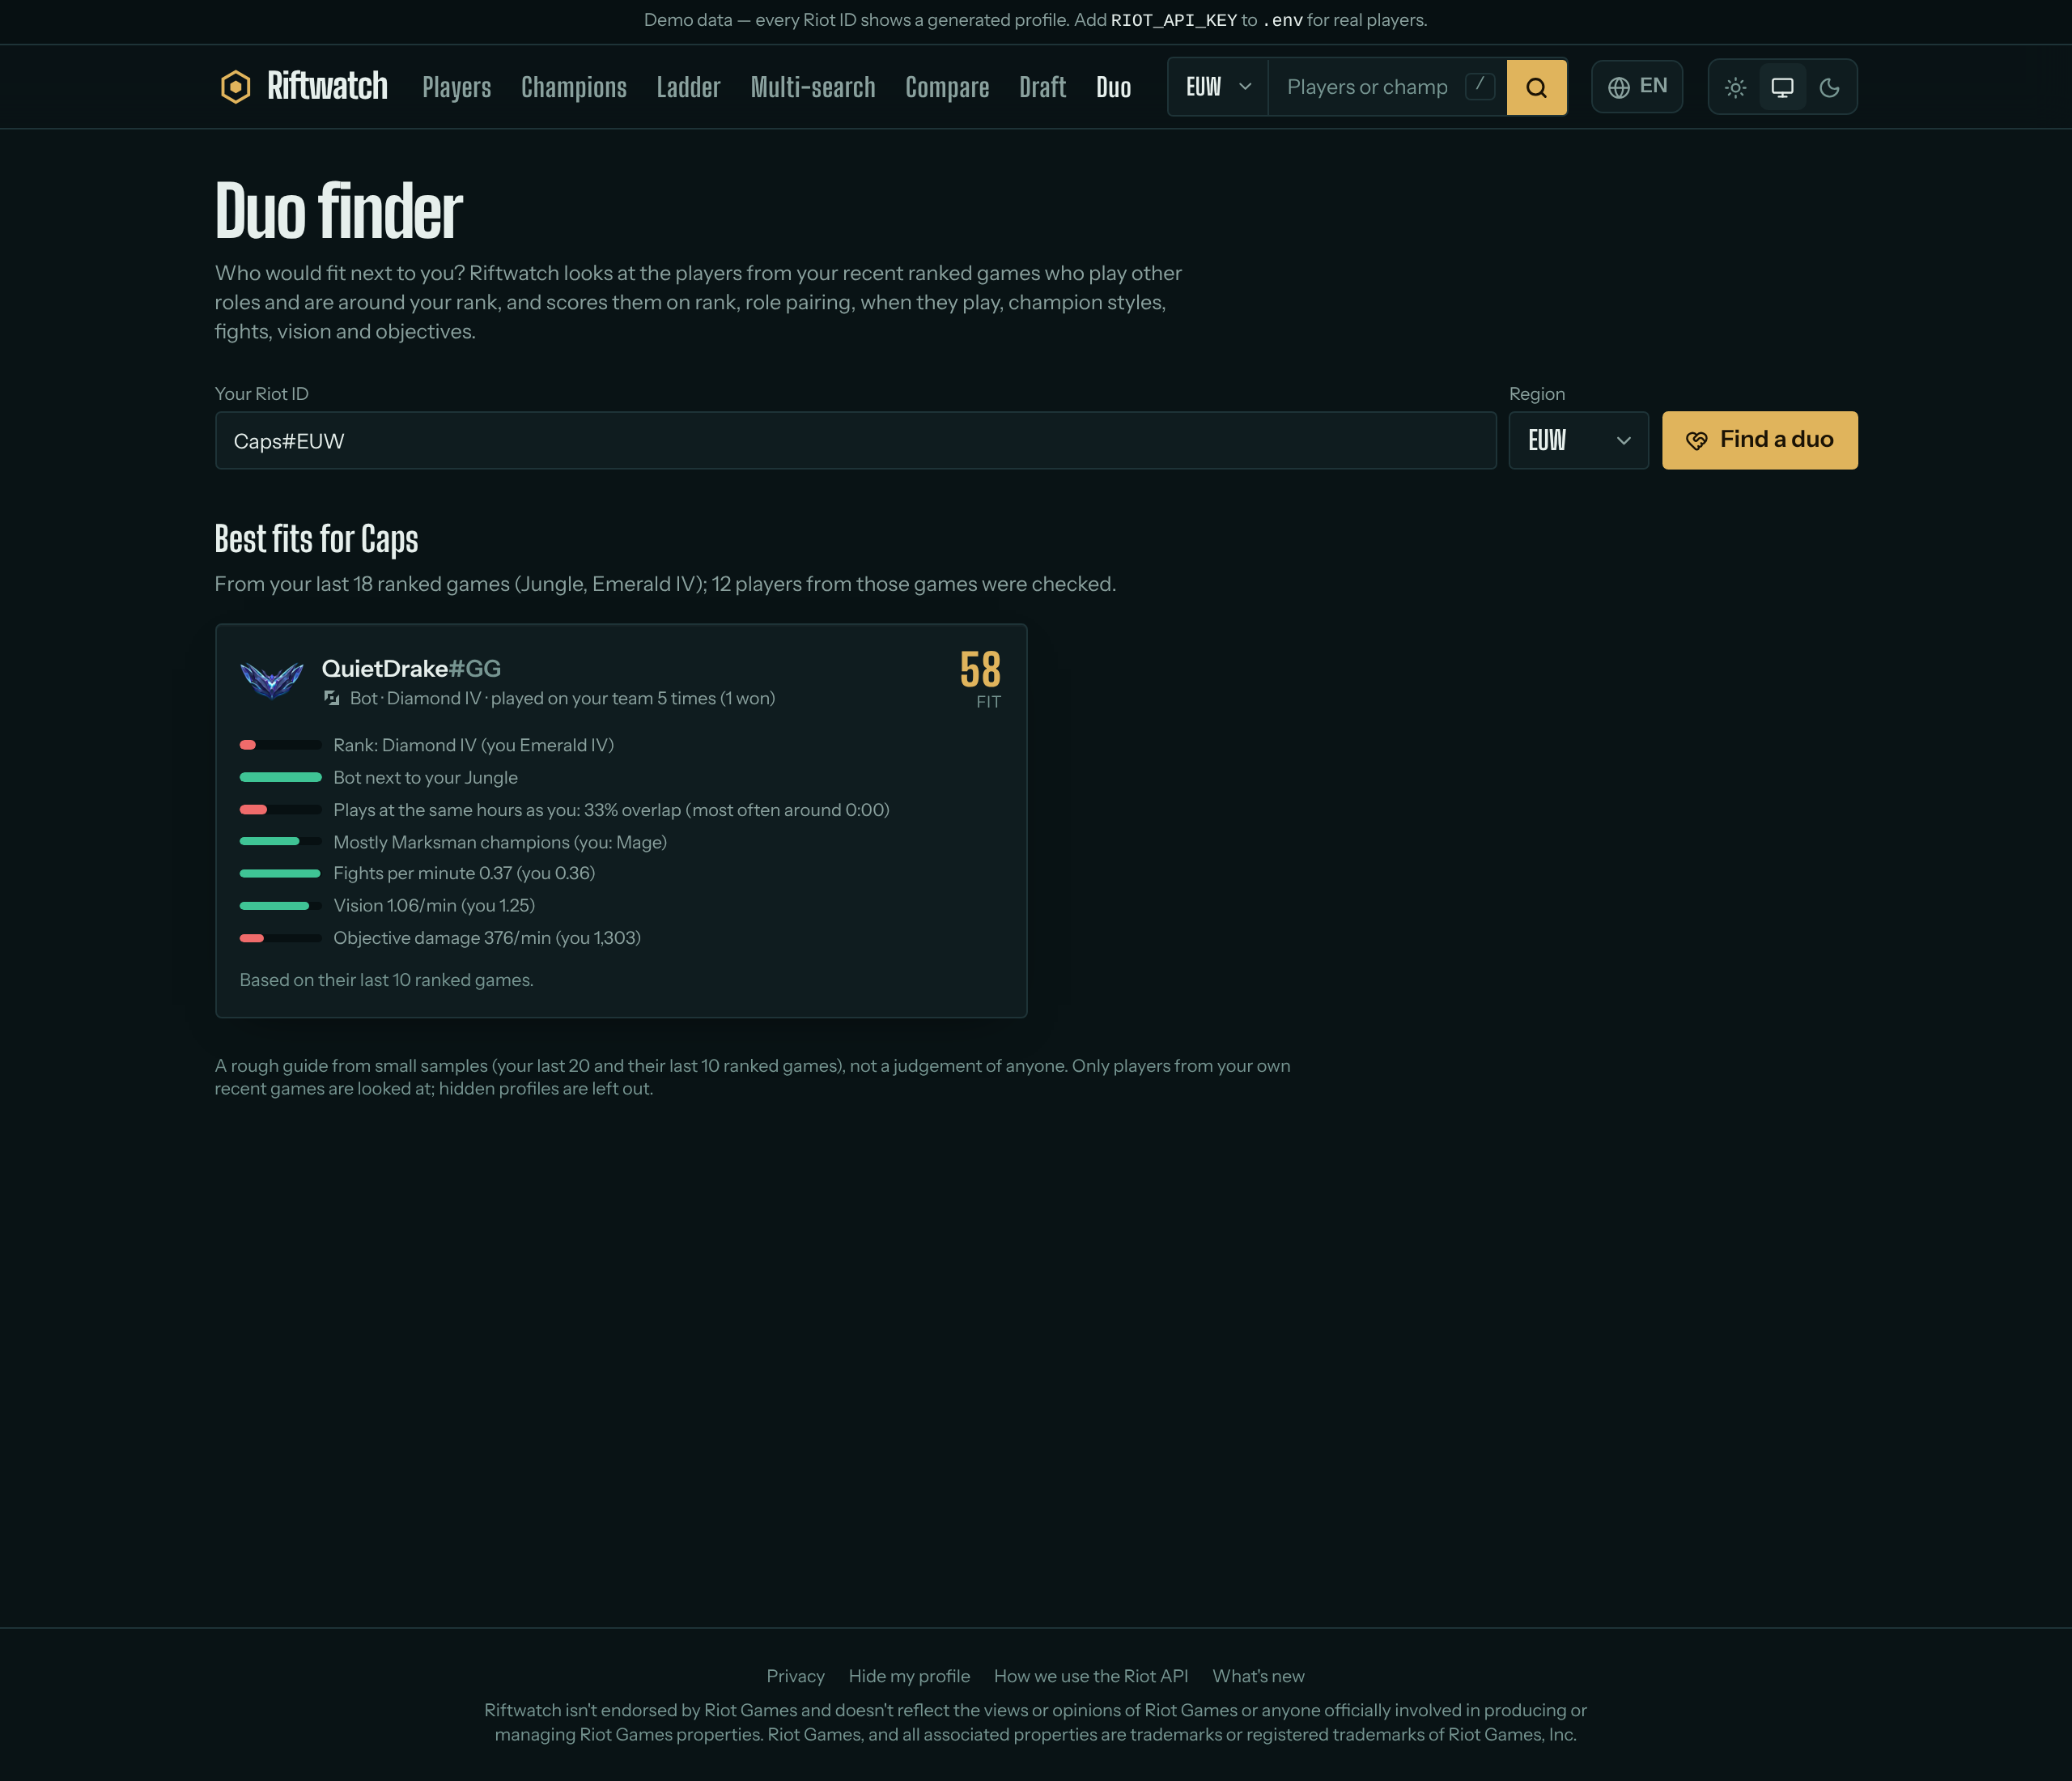 Demo data — every Riot ID shows a generated profile. Add RIOT_API_KEY to .env for real players.
Riftwatch Players Champions Ladder Multi-search Compare Draft Duo EUW Players or champ / EN
Duo finder
Who would fit next to you? Riftwatch looks at the players from your recent ranked games who play other
roles and are around your rank, and scores them on rank, role pairing, when they play, champion styles,
fights, vision and objectives.
Your Riot ID Region
Caps#EUW EUW Find a duo
Best fits for Caps
From your last 18 ranked games (Jungle, Emerald IV); 12 players from those games were checked.
QuietDrake#GG 58
Bot · Diamond IV · played on your team 5 times (1 won) FIT
Rank: Diamond IV (you Emerald IV)
Bot next to your Jungle
Plays at the same hours as you: 33% overlap (most often around 0:00)
Mostly Marksman champions (you: Mage)
Fights per minute 0.37 (you 0.36)
Vision 1.06/min (you 1.25)
Objective damage 376/min (you 1,303)
Based on their last 10 ranked games.
A rough guide from small samples (your last 20 and their last 10 ranked games), not a judgement of anyone. Only players from your own
recent games are looked at; hidden profiles are left out.
Privacy Hide my profile How we use the Riot API What's new
Riftwatch isn't endorsed by Riot Games and doesn't reflect the views or opinions of Riot Games or anyone officially involved in producing or
managing Riot Games properties. Riot Games, and all associated properties are trademarks or registered trademarks of Riot Games, Inc.